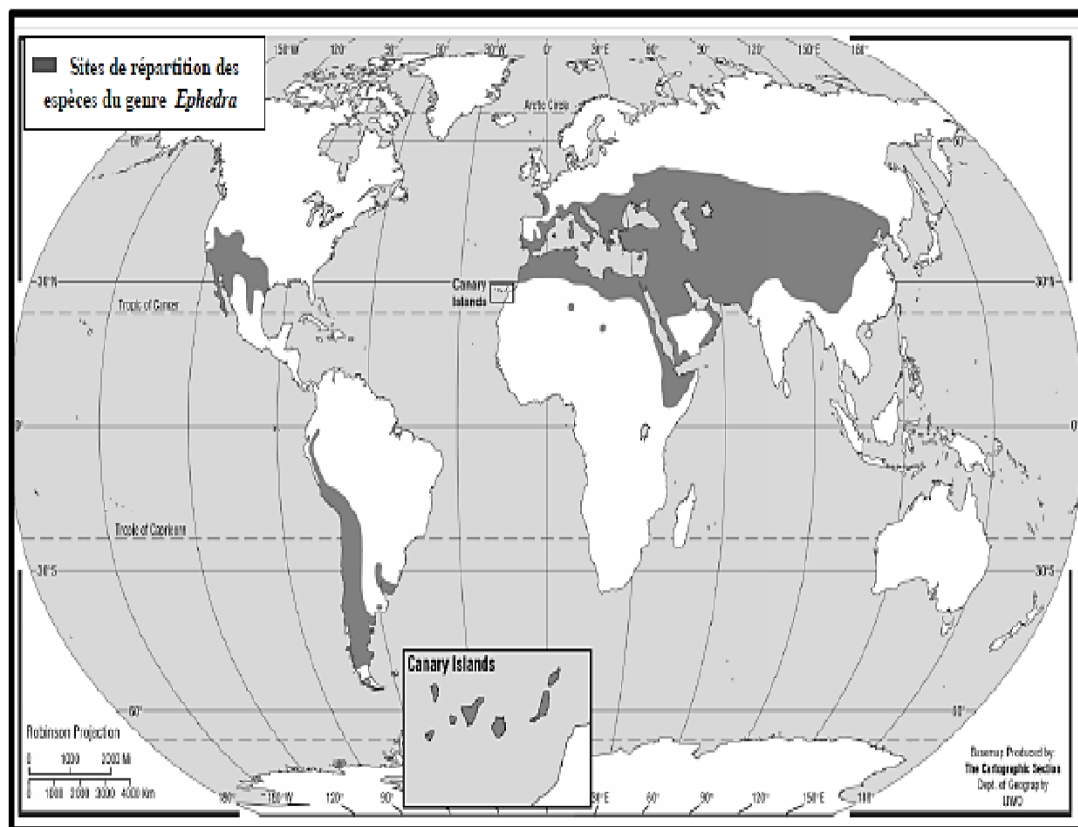 150°W 120° 90° 60° 30°W 0° 30°E 60° 90° 120° 150°E 180°
Sites de répartition des
espèces du genre Ephedra
Arctic Circle
60° 60°
30°N 30°N
Canary
Islands
Tropic of Cancer
0° 0°
Tropic of Capricorn
30°S 30°S
Canary Islands
60° 60°
Robinson Projection
0 1000 2000 Mi
0 1000 2000 3000 4000 Km
Basemap Produced by:
The Cartographic Section
Dept. of Geography
UWO
180° 150°W 120° 90° 30°E 60° 90° 120° 150°E 180°